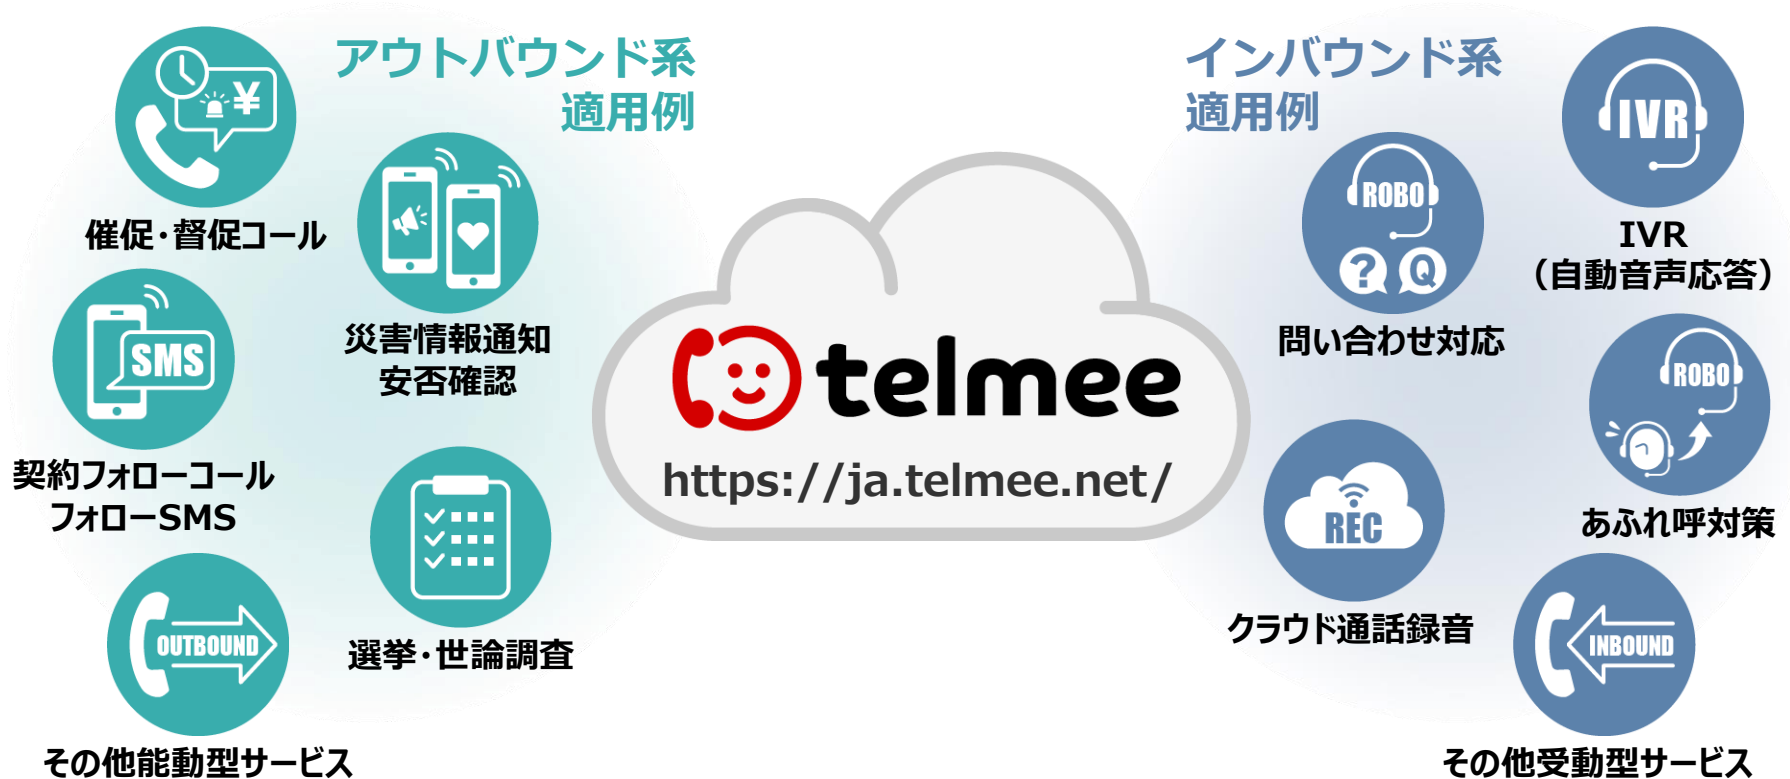 アウトバウンド系
適用例
¥
催促・督促コール
災害情報通知
安否確認
SMS
契約フォローコール
フォローSMS
選挙・世論調査
OUTBOUND
その他能動型サービス
telmee
https://ja.telmee.net/
インバウンド系
適用例
IVR
IVR
（自動音声応答）
ROBO
? Q
問い合わせ対応
ROBO
あふれ呼対策
REC
クラウド通話録音
INBOUND
その他受動型サービス